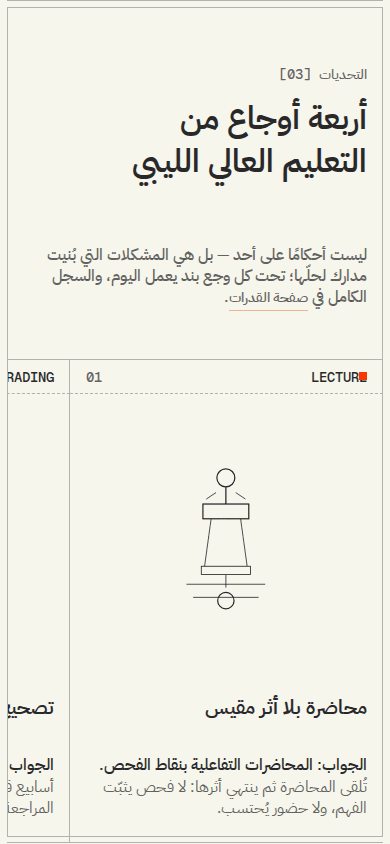 التحديات [03]
أربعة أوجاع من
التعليم العالي الليبي
ليست أحكامًا على أحد — بل هي المشكلات التي بُنيت
مدارك لحلّها؛ تحت كل وجع بند يعمل اليوم، والسجل
الكامل في صفحة القدرات.
LECTURE
01
RADING
محاضرة بلا أثر مقيس
الجواب: المحاضرات التفاعلية بنقاط الفحص.
تُلقى المحاضرة ثم ينتهي أثرها: لا فحص يثبّت
الفهم، ولا حضور يُحتسب.
الجواب
أسابيع
المراجعة